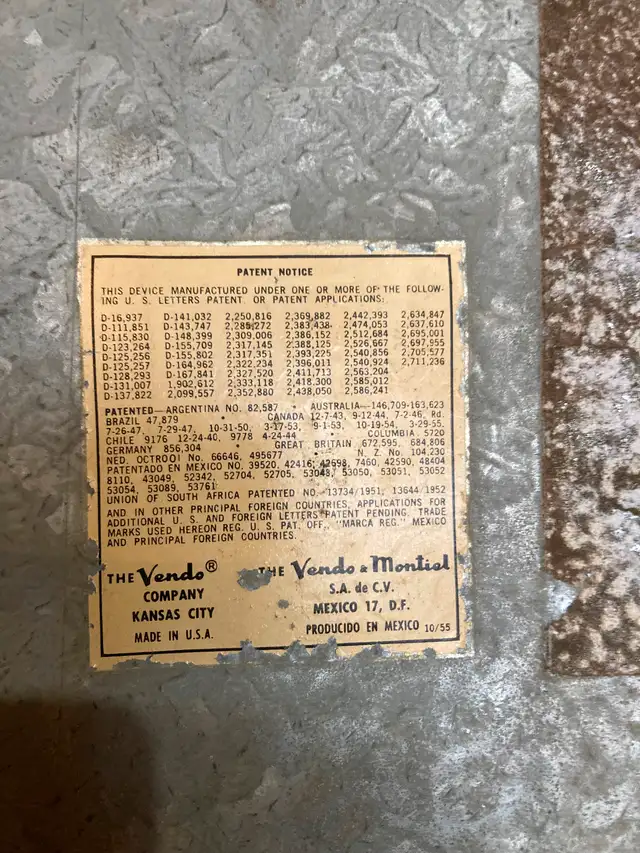 PATENT NOTICE
THIS DEVICE MANUFACTURED UNDER ONE OR MORE OF THE FOLLOW-
ING U. S. LETTERS PATENT OR PATENT APPLICATIONS:
D-16,937 D-141,032 2,250,816 2,369,882 2,442,393 2,634,847
D-111,851 D-143,747 2,285,272 2,383,438 2,474,053 2,637,610
D-115,830 D-148,399 2,309,006 2,386,152 2,512,684 2,695,001
D-123,264 D-155,709 2,317,145 2,388,125 2,526,667 2,697,955
D-125,256 D-155,802 2,317,351 2,393,225 2,540,856 2,705,577
D-125,257 D-164,962 2,322,234 2,396,011 2,540,924 2,711,236
D-128,293 D-167,841 2,327,520 2,411,713 2,563,204
D-131,007 1,902,612 2,333,118 2,418,300 2,585,012
D-137,822 2,099,557 2,352,880 2,438,050 2,586,241
PATENTED—ARGENTINA NO. 82,587 • AUSTRALIA—146,709-163,623
BRAZIL 47,879 • CANADA 12-7-43, 9-12-44, 7-2-46, Rd.
7-26-47, 7-29-47, 10-31-50, 3-17-53, 9-1-53, 10-19-54, 3-29-55,
CHILE 9176 12-24-40, 9778 4-24-44 • COLUMBIA 5720
GERMANY 856,304 • GREAT BRITAIN 672,595, 684,806
NED. OCTROOI No. 66646, 495677 • N. Z. No. 104,230
PATENTADO EN MEXICO NO. 39520, 42416, 42698, 7460, 42590, 48404
8110, 43049, 52342, 52704, 52705, 53048, 53050, 53051, 53052
53054, 53089, 53761
UNION OF SOUTH AFRICA PATENTED NO. 13734/1951, 13644/1952
AND IN OTHER PRINCIPAL FOREIGN COUNTRIES, APPLICATIONS FOR
ADDITIONAL U. S. AND FOREIGN LETTERS PATENT PENDING, TRADE
MARKS USED HEREON REG. U. S. PAT. OFF., "MARCA REG." MEXICO
AND PRINCIPAL FOREIGN COUNTRIES.
THE Vendo®
COMPANY
KANSAS CITY
MADE IN U.S.A.
THE Vendo & Montiel
S.A. de C.V.
MEXICO 17, D.F.
PRODUCIDO EN MEXICO 10/55